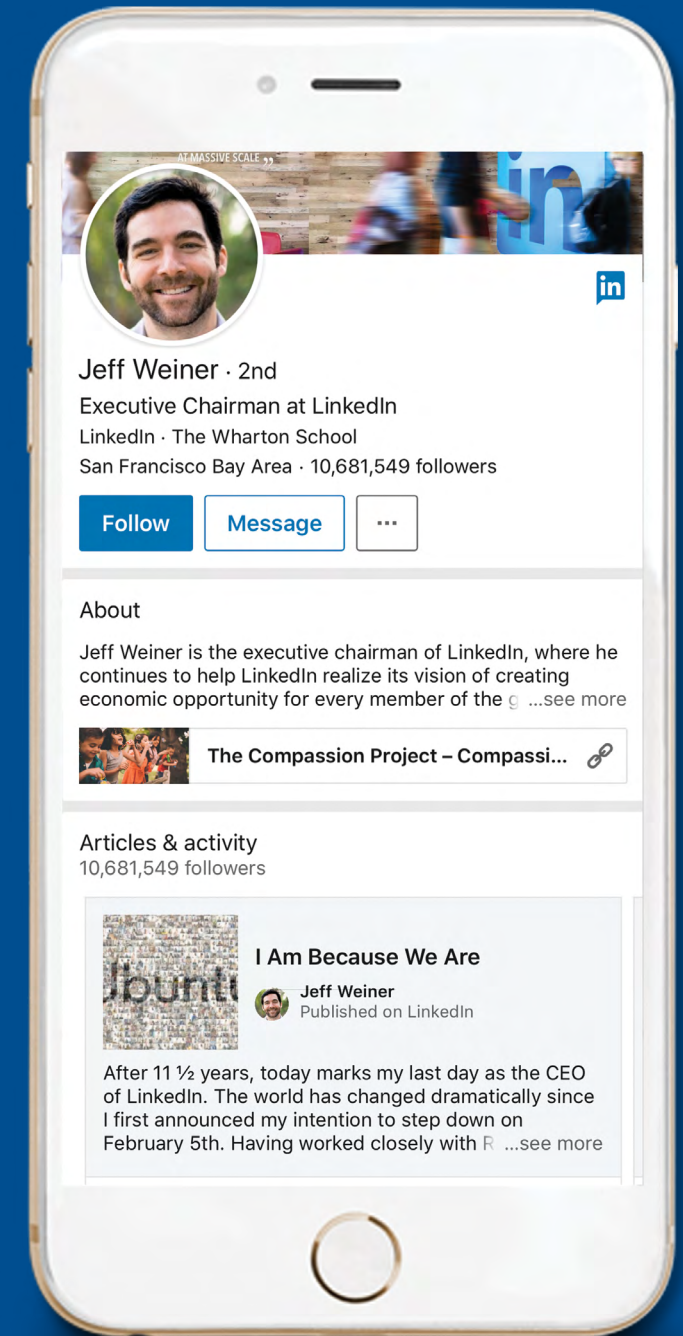 AT MASSIVE SCALE ”
in
in
Jeff Weiner · 2nd
Executive Chairman at LinkedIn
LinkedIn · The Wharton School
San Francisco Bay Area · 10,681,549 followers
Follow
Message
...
About
Jeff Weiner is the executive chairman of LinkedIn, where he
continues to help LinkedIn realize its vision of creating
economic opportunity for every member of the g ...see more
The Compassion Project – Compassi...
Articles & activity
10,681,549 followers
Ubuntu
I Am Because We Are
Jeff Weiner
Published on LinkedIn
After 11 ½ years, today marks my last day as the CEO
of LinkedIn. The world has changed dramatically since
I first announced my intention to step down on
February 5th. Having worked closely with R ...see more